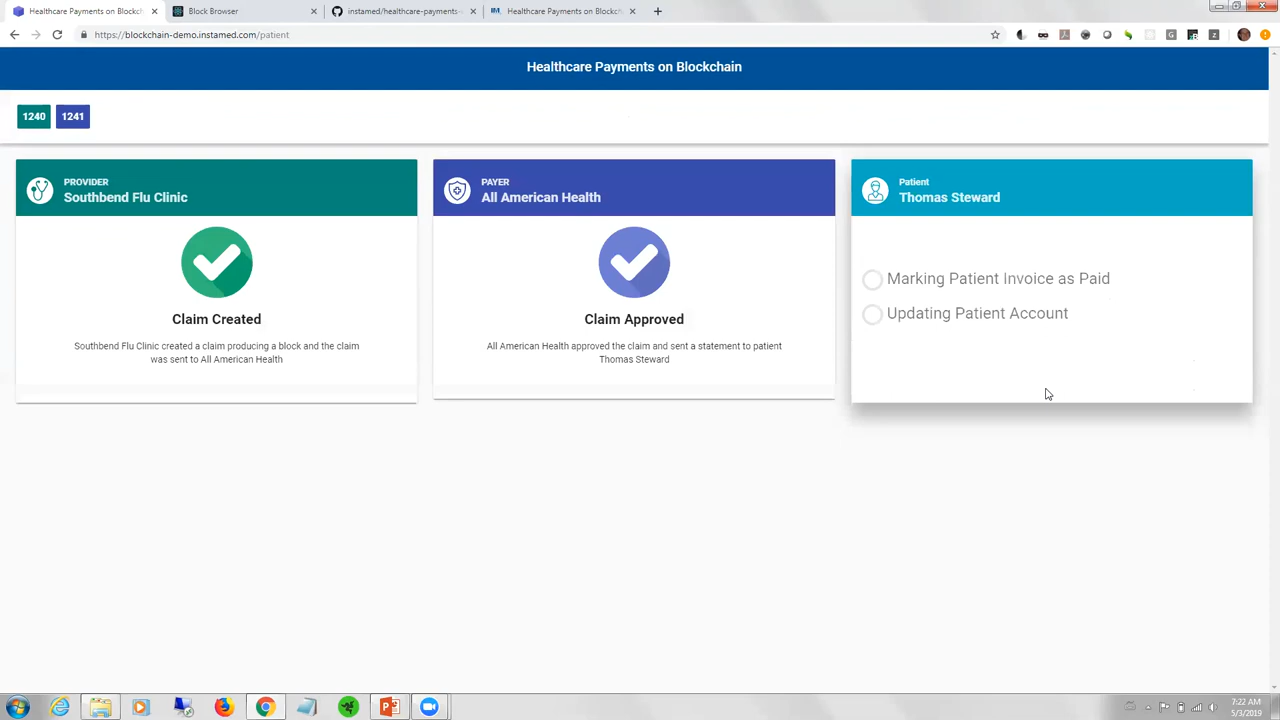 Healthcare Payments on Blockch
Block Browser
instamed/healthcare-payments-
Healthcare Payments on Blockch
https://blockchain-demo.instamed.com/patient
Healthcare Payments on Blockchain
1240
1241
PROVIDER
Southbend Flu Clinic
Claim Created
Southbend Flu Clinic created a claim producing a block and the claim
was sent to All American Health
PAYER
All American Health
Claim Approved
All American Health approved the claim and sent a statement to patient
Thomas Steward
Patient
Thomas Steward
Marking Patient Invoice as Paid
Updating Patient Account
7:22 AM
5/3/2019